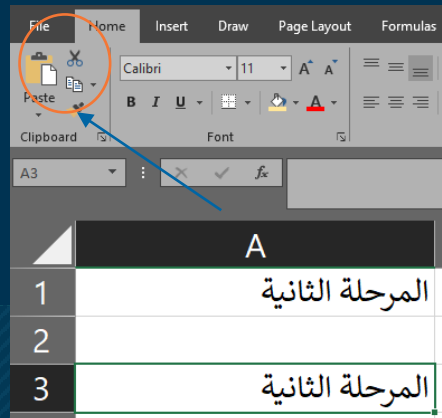 File Home Insert Draw Page Layout Formulas
Calibri 11 A A
Paste B I U A
Clipboard Font
A3 fx
A
1 المرحلة الثانية
2
3 المرحلة الثانية